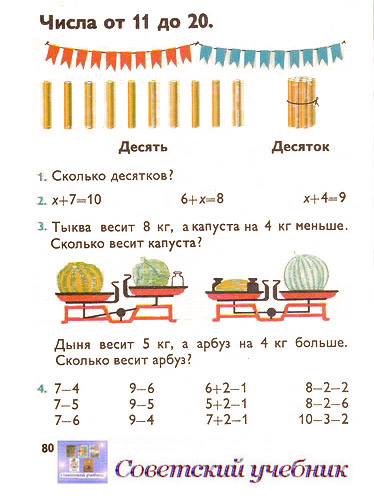 Числа от 11 до 20.
Десять Десяток
1. Сколько десятков?
2. x+7=10 6+x=8 x+4=9
3. Тыква весит 8 кг, а капуста на 4 кг меньше.
Сколько весит капуста?
Дыня весит 5 кг, а арбуз на 4 кг больше.
Сколько весит арбуз?
4. 7−4 9−6 6+2−1 8−2−2
7−5 9−5 5+2−1 8−2−6
7−6 9−4 7+2−1 10−3−2
80
Советский учебник